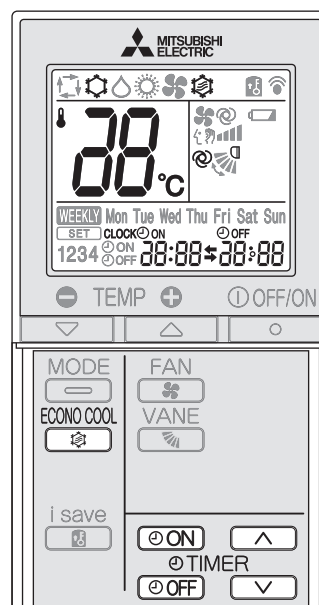 MITSUBISHI
ELECTRIC
88°C
WEEKLY Mon Tue Wed Thu Fri Sat Sun
SET CLOCK ON OFF
1234 ON OFF 88:88 88:88
TEMP OFF/ON
MODE FAN
ECONO COOL VANE
i save
ON
TIMER
OFF